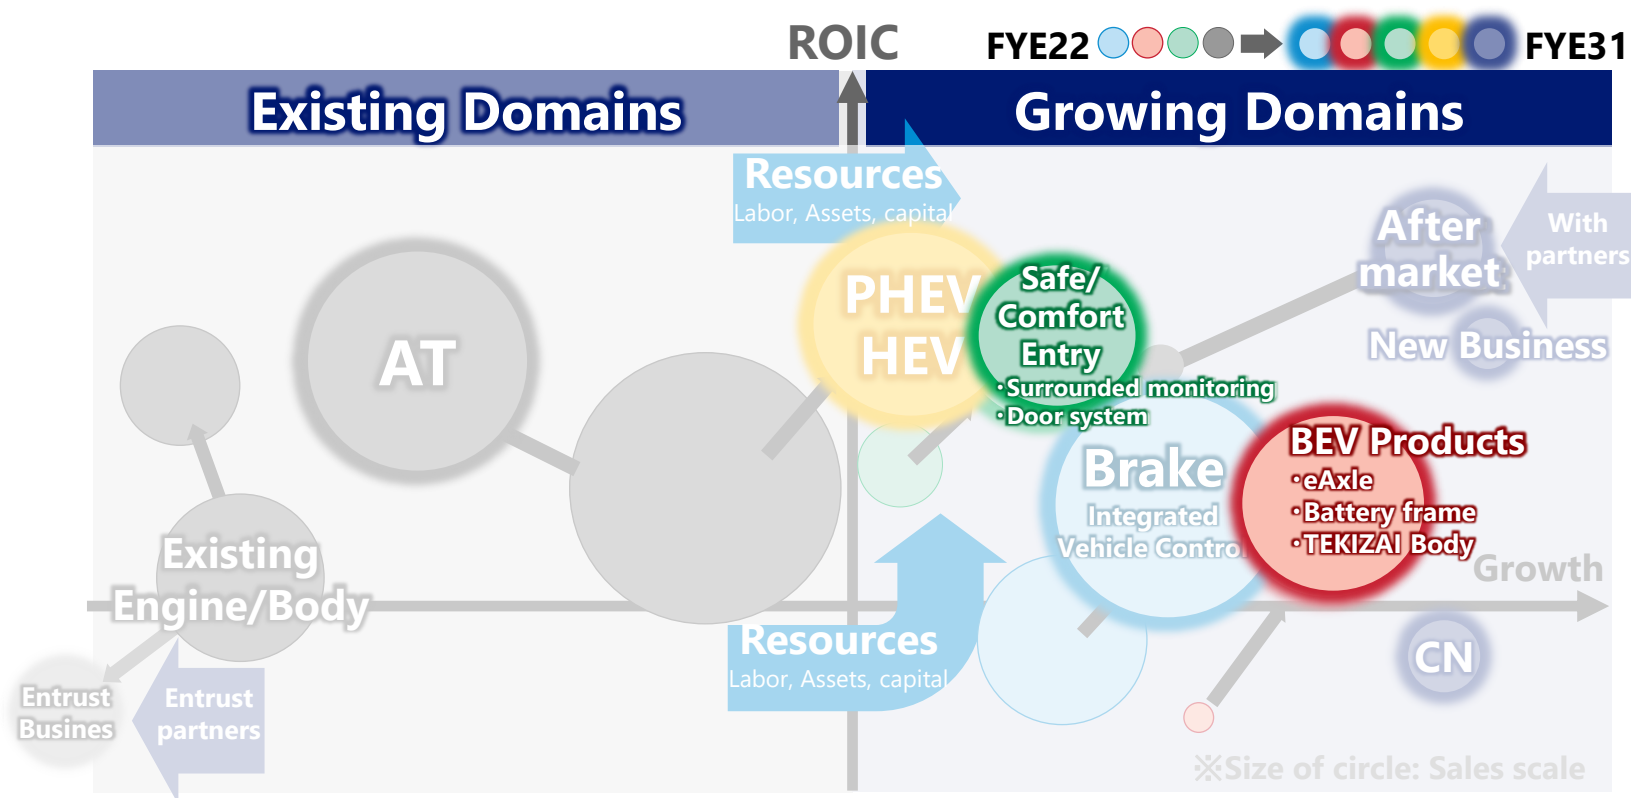 ROIC
FYE22
FYE31
Existing Domains
Growing Domains
Resources
Labor, Assets, capital
After
market
With
partners
New Business
PHEV
HEV
Safe/
Comfort
Entry
・Surrounded monitoring
・Door system
AT
Brake
Integrated
Vehicle Control
BEV Products
・eAxle
・Battery frame
・TEKIZAI Body
Growth
Existing
Engine/Body
Resources
Labor, Assets, capital
CN
Entrust
Busines
Entrust
partners
※Size of circle: Sales scale